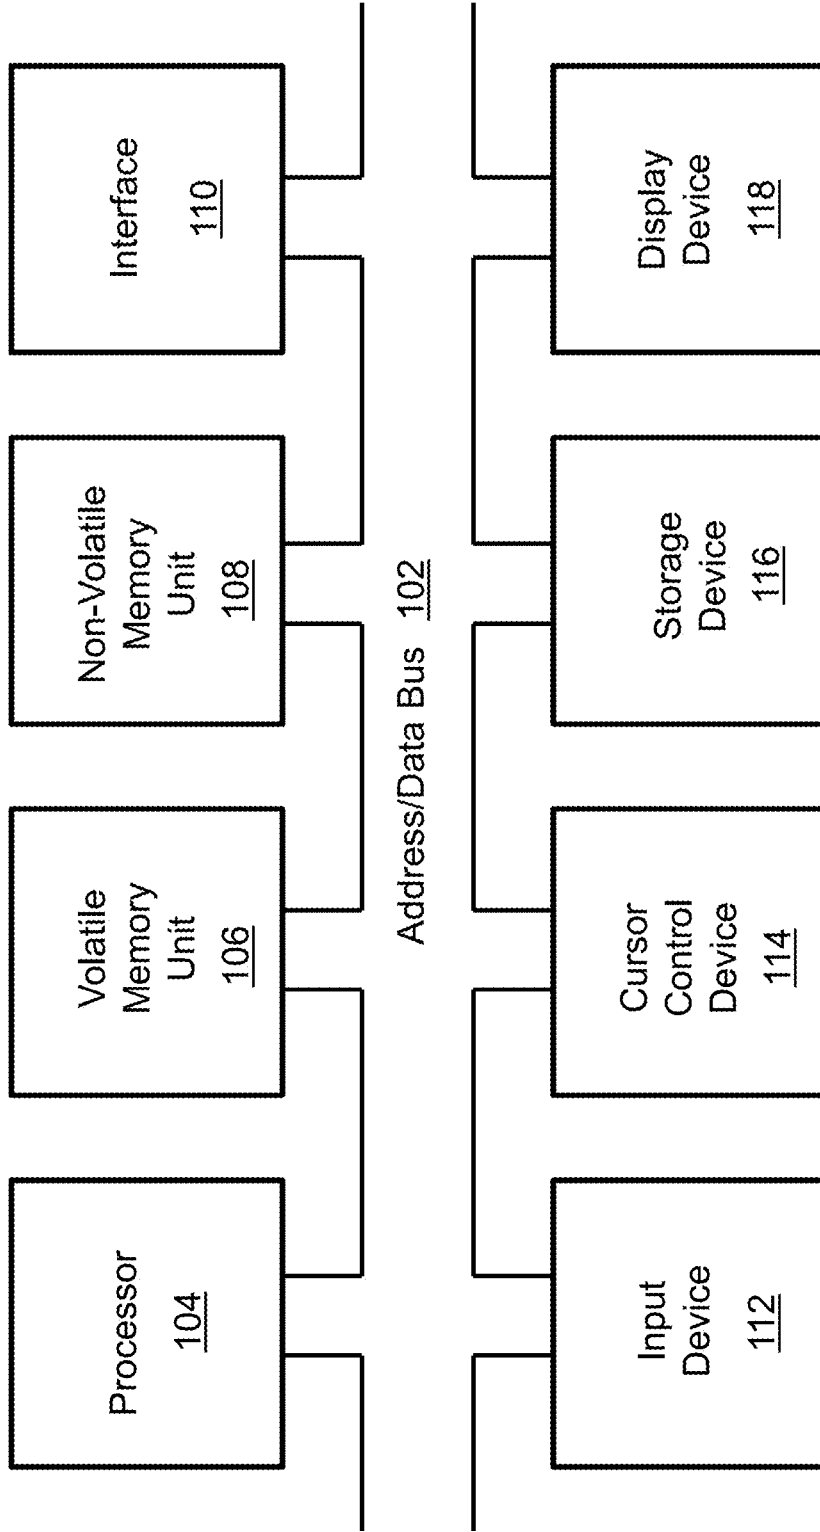 Processor
104
Volatile
Memory
Unit
106
Non-Volatile
Memory
Unit
108
Interface
110
Address/Data Bus 102
Input
Device
112
Cursor
Control
Device
114
Storage
Device
116
Display
Device
118